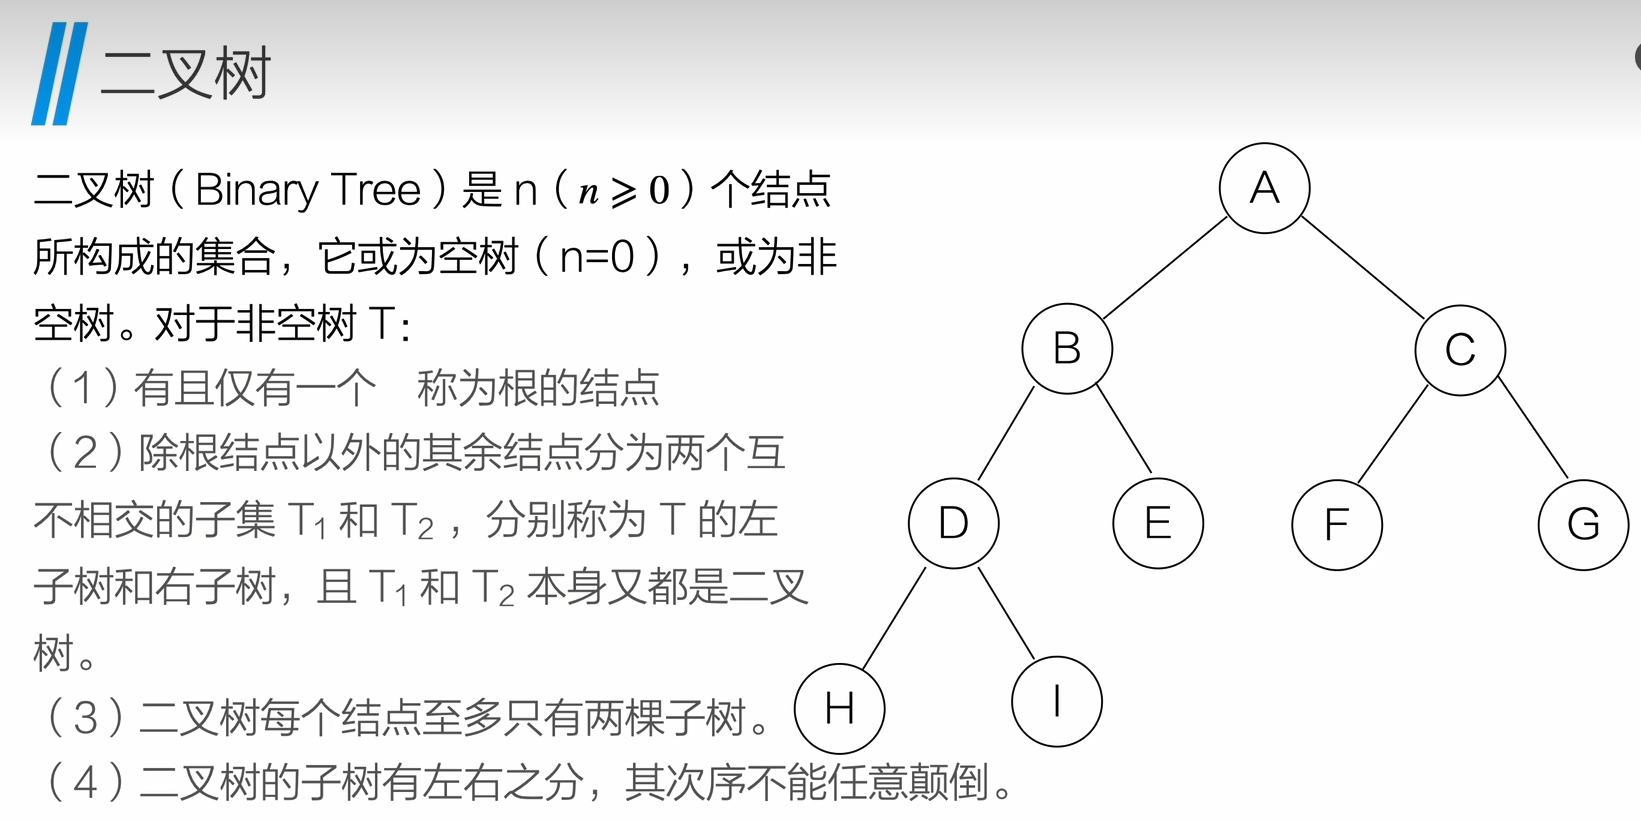 二叉树
二叉树（Binary Tree）是 n（n ⩾ 0）个结点
所构成的集合，它或为空树（n=0），或为非
空树。对于非空树 T：
（1）有且仅有一个　称为根的结点
（2）除根结点以外的其余结点分为两个互
不相交的子集 T₁ 和 T₂ ，分别称为 T 的左
子树和右子树，且 T₁ 和 T₂ 本身又都是二叉
树。
（3）二叉树每个结点至多只有两棵子树。
（4）二叉树的子树有左右之分，其次序不能任意颠倒。
A
B
C
D
E
F
G
H
I